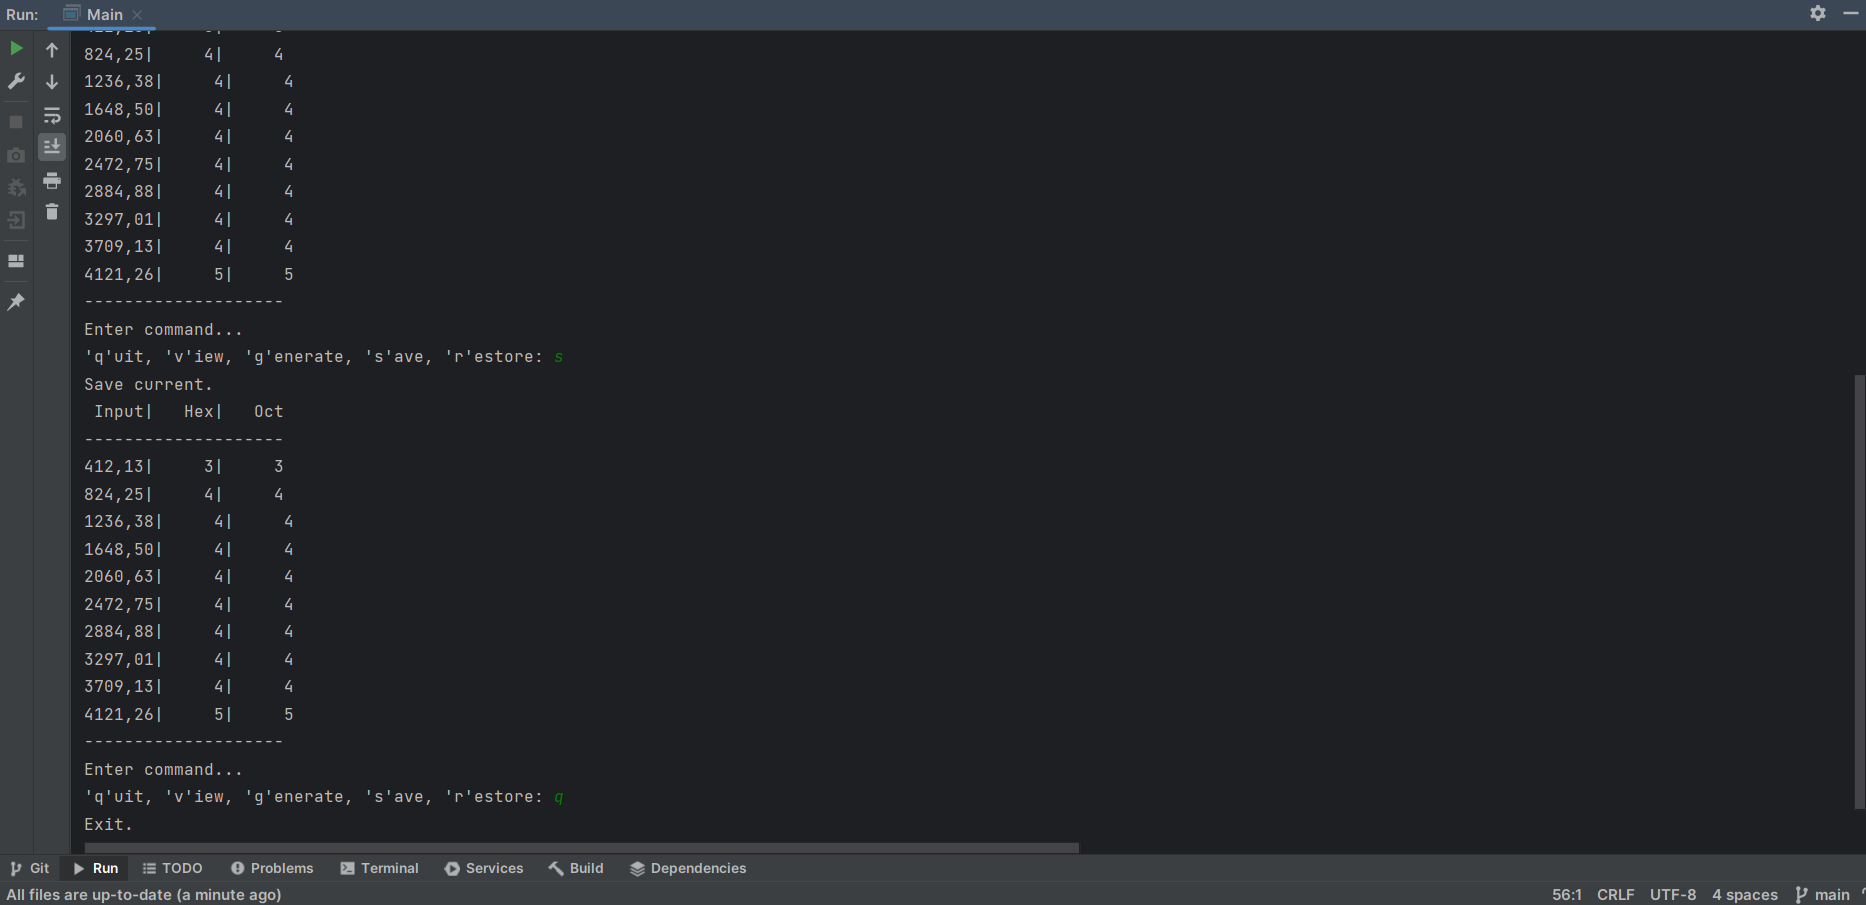 Run: Main
824,25|     4|     4
1236,38|     4|     4
1648,50|     4|     4
2060,63|     4|     4
2472,75|     4|     4
2884,88|     4|     4
3297,01|     4|     4
3709,13|     4|     4
4121,26|     5|     5
--------------------
Enter command...
'q'uit, 'v'iew, 'g'enerate, 's'ave, 'r'estore: s
Save current.
 Input|   Hex|   Oct
--------------------
412,13|     3|     3
824,25|     4|     4
1236,38|     4|     4
1648,50|     4|     4
2060,63|     4|     4
2472,75|     4|     4
2884,88|     4|     4
3297,01|     4|     4
3709,13|     4|     4
4121,26|     5|     5
--------------------
Enter command...
'q'uit, 'v'iew, 'g'enerate, 's'ave, 'r'estore: q
Exit.
Git Run TODO Problems Terminal Services Build Dependencies
All files are up-to-date (a minute ago) 56:1 CRLF UTF-8 4 spaces main